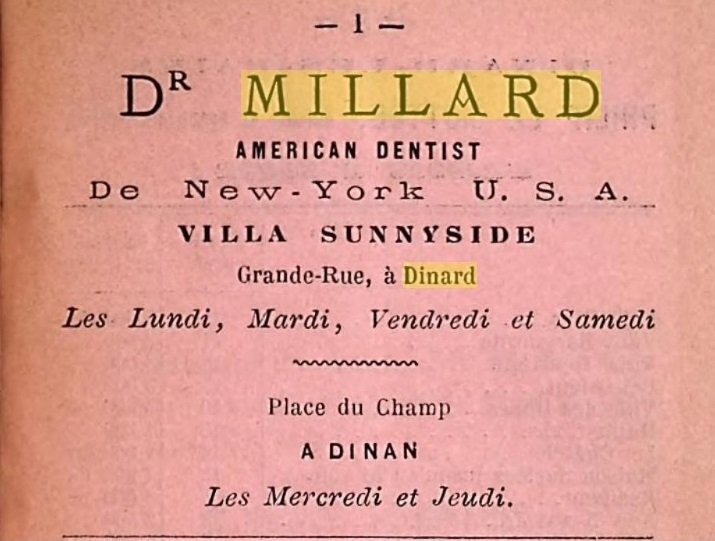 — 1 —
DR MILLARD
AMERICAN DENTIST
De New-York U. S. A.
VILLA SUNNYSIDE
Grande-Rue, à Dinard
Les Lundi, Mardi, Vendredi et Samedi
Place du Champ
A DINAN
Les Mercredi et Jeudi.